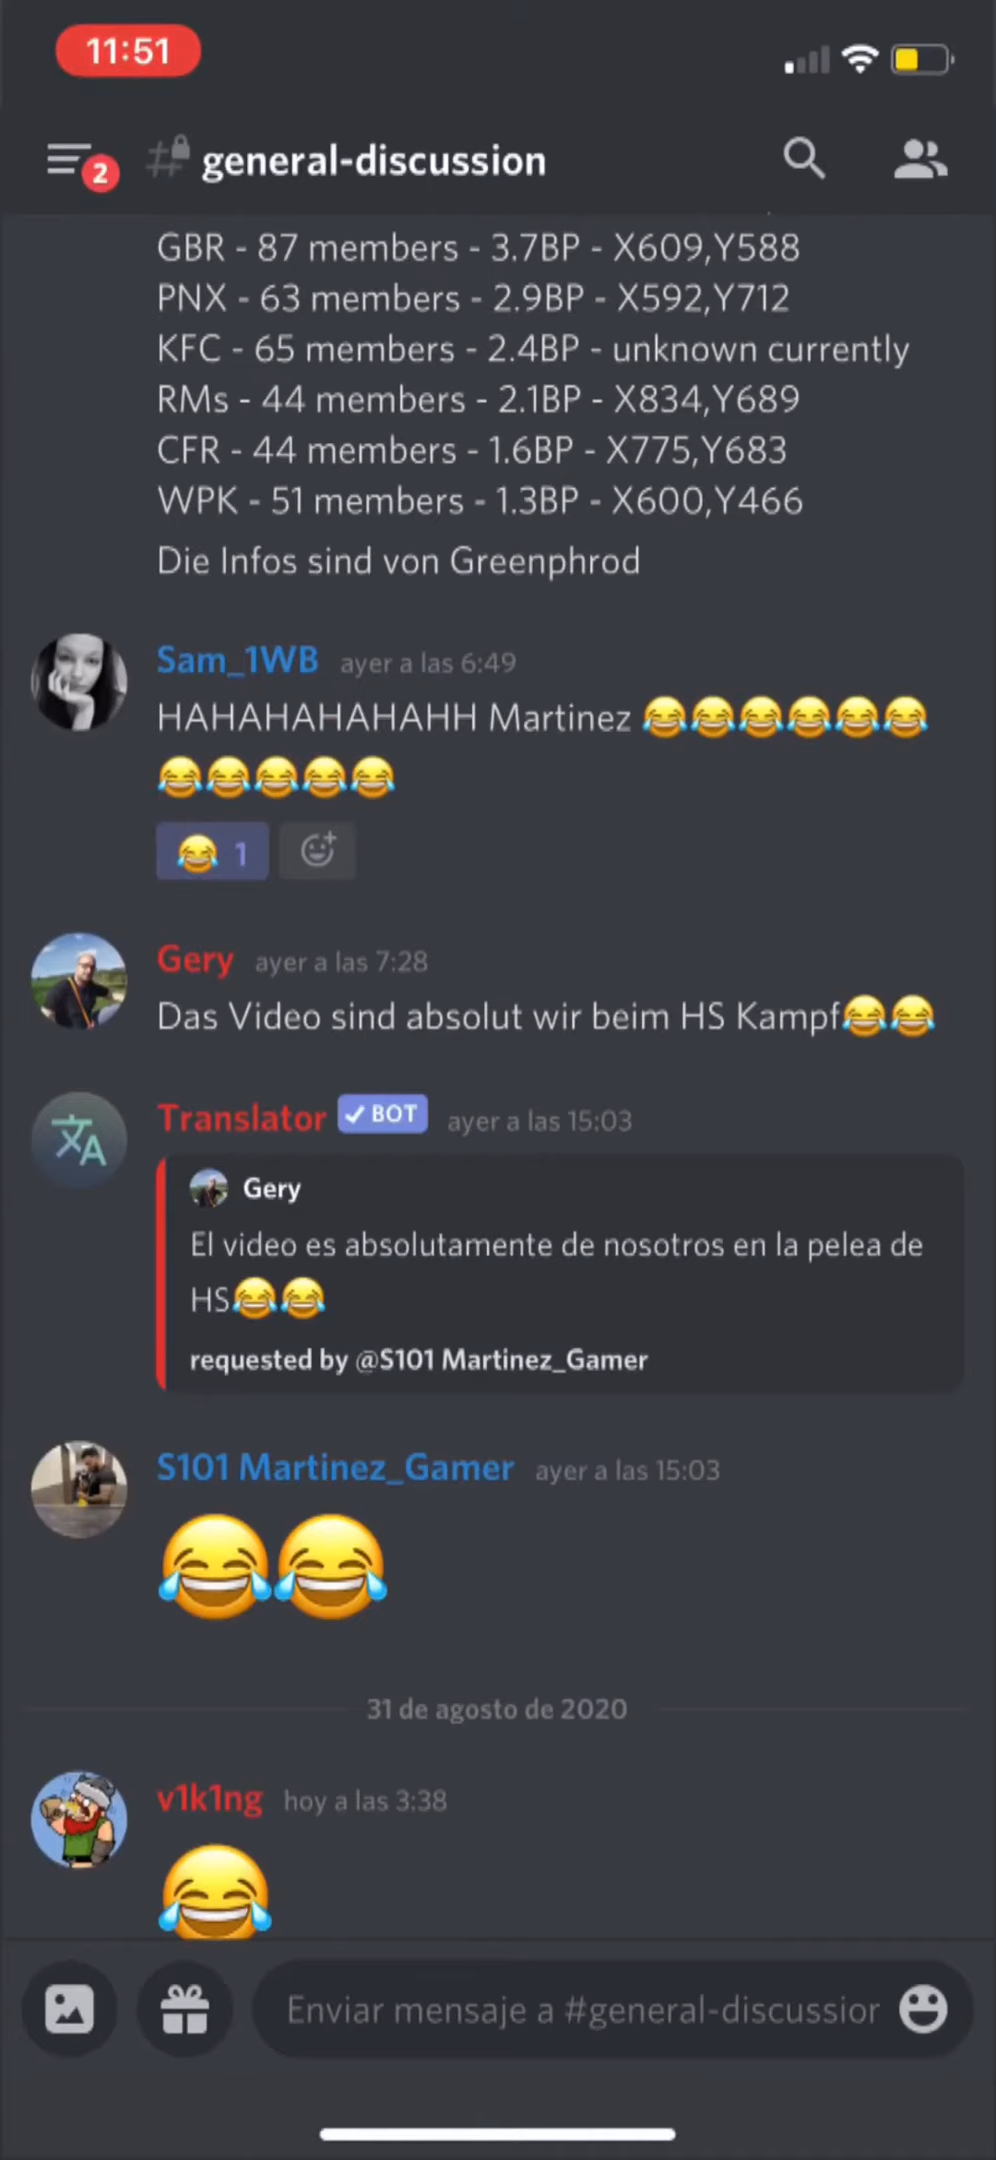 11:51
2
general-discussion
GBR - 87 members - 3.7BP - X609,Y588
PNX - 63 members - 2.9BP - X592,Y712
KFC - 65 members - 2.4BP - unknown currently
RMs - 44 members - 2.1BP - X834,Y689
CFR - 44 members - 1.6BP - X775,Y683
WPK - 51 members - 1.3BP - X600,Y466
Die Infos sind von Greenphrod
Sam_1WB ayer a las 6:49
HAHAHAHAHAHH Martinez 😂😂😂😂😂😂
😂😂😂😂😂
😂 1
Gery ayer a las 7:28
Das Video sind absolut wir beim HS Kampf😂😂
Translator ✓ BOT ayer a las 15:03
Gery
El video es absolutamente de nosotros en la pelea de
HS😂😂
requested by @S101 Martinez_Gamer
S101 Martinez_Gamer ayer a las 15:03
😂😂
31 de agosto de 2020
v1k1ng hoy a las 3:38
😂
Enviar mensaje a #general-discussior